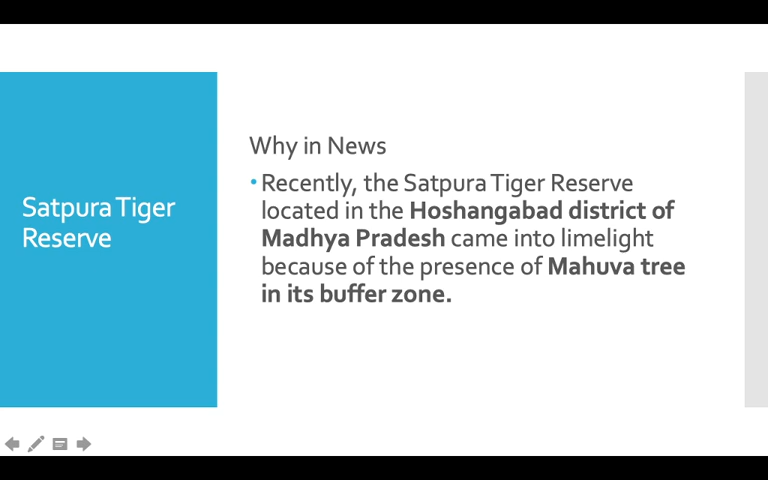 Satpura Tiger
Reserve
Why in News
• Recently, the Satpura Tiger Reserve
located in the Hoshangabad district of
Madhya Pradesh came into limelight
because of the presence of Mahuva tree
in its buffer zone.